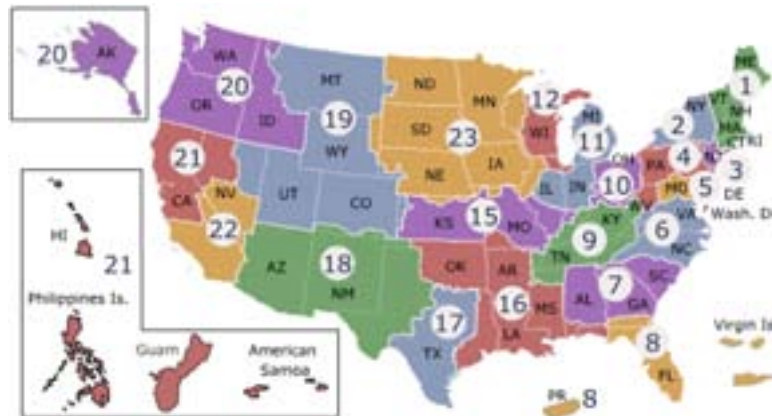 20
AK
WA
20
OR
ID
MT
19
WY
ND
MN
SD
23
NE
IA
12
WI
MI
11
ME
1
VT
NH
MA
CT RI
NY
2
PA
4
NJ
3
MD
5
DE
Wash. D
OH
10
WV
VA
6
NC
IL
IN
21
CA
NV
22
UT
CO
KS
15
MO
KY
9
TN
AZ
18
NM
OK
AR
16
MS
LA
17
TX
AL
7
SC
GA
8
FL
HI
21
Philippines Is.
Guam
American
Samoa
Virgin Is
PR
8